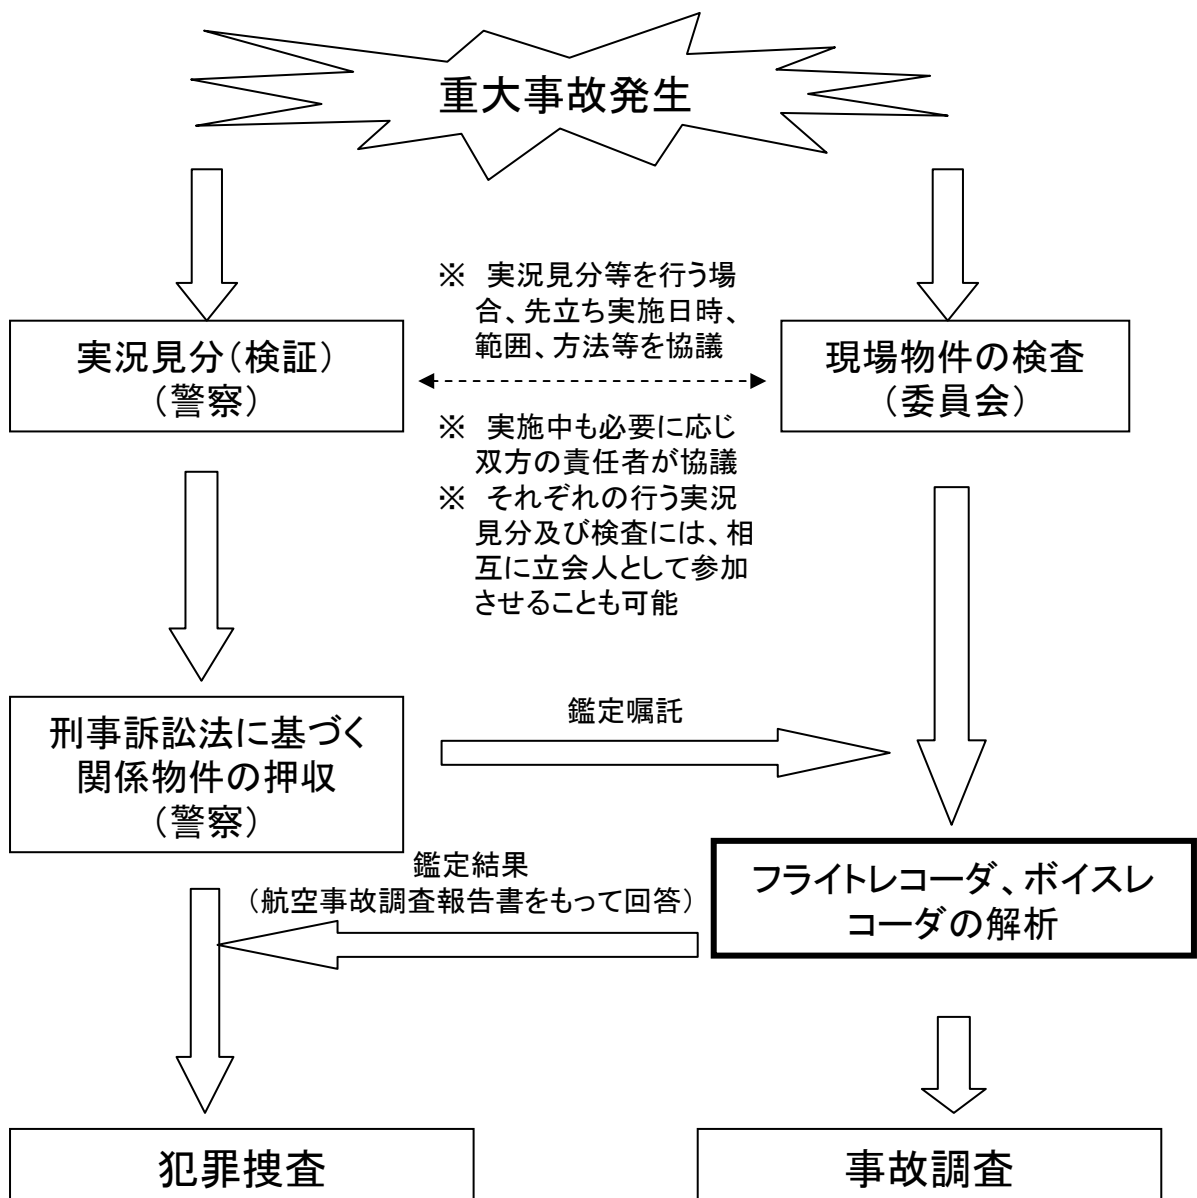 重大事故発生
※　実況見分等を行う場
合、先立ち実施日時、
範囲、方法等を協議
実況見分（検証）
（警察）
現場物件の検査
（委員会）
※　実施中も必要に応じ
双方の責任者が協議
※　それぞれの行う実況
見分及び検査には、相
互に立会人として参加
させることも可能
刑事訴訟法に基づく
関係物件の押収
（警察）
鑑定嘱託
鑑定結果
（航空事故調査報告書をもって回答）
フライトレコーダ、ボイスレ
コーダの解析
犯罪捜査
事故調査